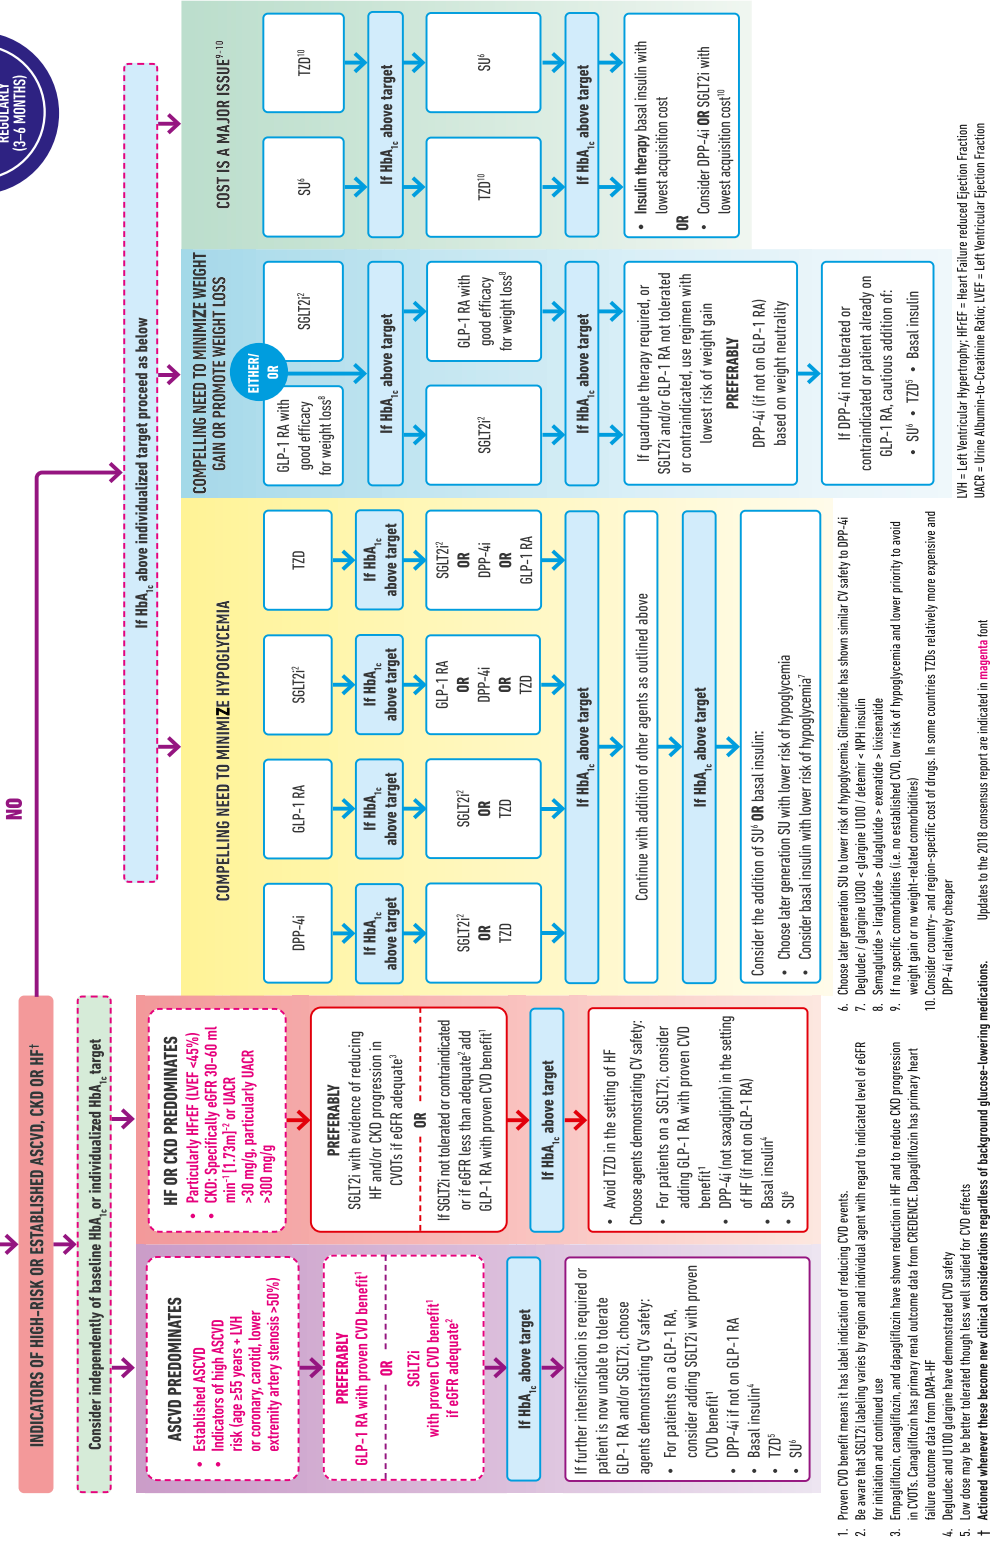 REGULARLY
(3–6 MONTHS)
NO
INDICATORS OF HIGH-RISK OR ESTABLISHED ASCVD, CKD OR HF†
Consider independently of baseline HbA1c or individualized HbA1c target
If HbA1c above individualized target proceed as below
ASCVD PREDOMINATES
• Established ASCVD
• Indicators of high ASCVD
risk (age ≥55 years + LVH
or coronary, carotid, lower
extremity artery stenosis >50%)
PREFERABLY
GLP-1 RA with proven CVD benefit1
OR
SGLT2i
with proven CVD benefit1
if eGFR adequate2
If HbA1c
above target
If further intensification is required or
patient is now unable to tolerate
GLP-1 RA and/or SGLT2i, choose
agents demonstrating CV safety:
• For patients on a GLP-1 RA,
consider adding SGLT2i with proven
CVD benefit1
• DPP-4i if not on GLP-1 RA
• Basal insulin4
• TZD5
• SU6
HF OR CKD PREDOMINATES
• Particularly HFrEF (LVEF <45%)
• CKD: Specifically eGFR 30–60 ml
min-1 [1.73m]-2 or UACR
>30 mg/g, particularly UACR
>300 mg/g
PREFERABLY
SGLT2i with evidence of reducing
HF and/or CKD progression in
CVOTs if eGFR adequate3
OR
If SGLT2i not tolerated or contraindicated
or if eGFR less than adequate2 add
GLP-1 RA with proven CVD benefit1
If HbA1c above target
• Avoid TZD in the setting of HF
Choose agents demonstrating CV safety:
• For patients on a SGLT2i, consider
adding GLP-1 RA with proven CVD
benefit1
• DPP-4i (not saxagliptin) in the setting
of HF (if not on GLP-1 RA)
• Basal insulin4
• SU6
COMPELLING NEED TO MINIMIZE HYPOGLYCEMIA
DPP-4i
GLP-1 RA
SGLT2i2
TZD
If HbA1c
above target
If HbA1c
above target
If HbA1c
above target
If HbA1c
above target
SGLT2i2
OR
TZD
SGLT2i2
OR
TZD
GLP-1 RA
OR
DPP-4i
OR
TZD
SGLT2i2
OR
DPP-4i
OR
GLP-1 RA
If HbA1c above target
Continue with addition of other agents as outlined above
If HbA1c above target
Consider the addition of SU6 OR basal insulin:
• Choose later generation SU with lower risk of hypoglycemia
• Consider basal insulin with lower risk of hypoglycemia7
COMPELLING NEED TO MINIMIZE WEIGHT
GAIN OR PROMOTE WEIGHT LOSS
EITHER/
OR
GLP-1 RA with
good efficacy
for weight loss8
SGLT2i2
If HbA1c above target
SGLT2i2
GLP-1 RA with
good efficacy
for weight loss8
If HbA1c above target
If quadruple therapy required, or
SGLT2i and/or GLP-1 RA not tolerated
or contraindicated, use regimen with
lowest risk of weight gain
PREFERABLY
DPP-4i (if not on GLP-1 RA)
based on weight neutrality
If DPP-4i not tolerated or
contraindicated or patient already on
GLP-1 RA, cautious addition of:
• SU6 • TZD5 • Basal insulin
COST IS A MAJOR ISSUE9-10
SU6
TZD10
If HbA1c above target
TZD10
SU6
If HbA1c above target
• Insulin therapy basal insulin with
lowest acquisition cost
OR
• Consider DPP-4i OR SGLT2i with
lowest acquisition cost10
1. Proven CVD benefit means it has label indication of reducing CVD events.
2. Be aware that SGLT2i labeling varies by region and individual agent with regard to indicated level of eGFR
for initiation and continued use
3. Empagliflozin, canagliflozin, and dapagliflozin have shown reduction in HF and to reduce CKD progression
in CVOTs. Canagliflozin has primary renal outcome data from CREDENCE. Dapagliflozin has primary heart
failure outcome data from DAPA-HF
4. Degludec and U100 glargine have demonstrated CVD safety
5. Low dose may be better tolerated though less well studied for CVD effects
6. Choose later generation SU to lower risk of hypoglycemia. Glimepiride has shown similar CV safety to DPP-4i
7. Degludec / glargine U300 < glargine U100 / detemir < NPH insulin
8. Semaglutide > liraglutide > dulaglutide > exenatide > lixisenatide
9. If no specific comorbidities (i.e. no established CVD, low risk of hypoglycemia and lower priority to avoid
weight gain or no weight-related comorbidities)
10. Consider country- and region-specific cost of drugs. In some countries TZDs relatively more expensive and
DPP-4i relatively cheaper
LVH = Left Ventricular Hypertrophy; HFrEF = Heart Failure reduced Ejection Fraction
UACR = Urine Albumin-to-Creatinine Ratio; LVEF = Left Ventricular Ejection Fraction
† Actioned whenever these become new clinical considerations regardless of background glucose-lowering medications.
Updates to the 2018 consensus report are indicated in magenta font